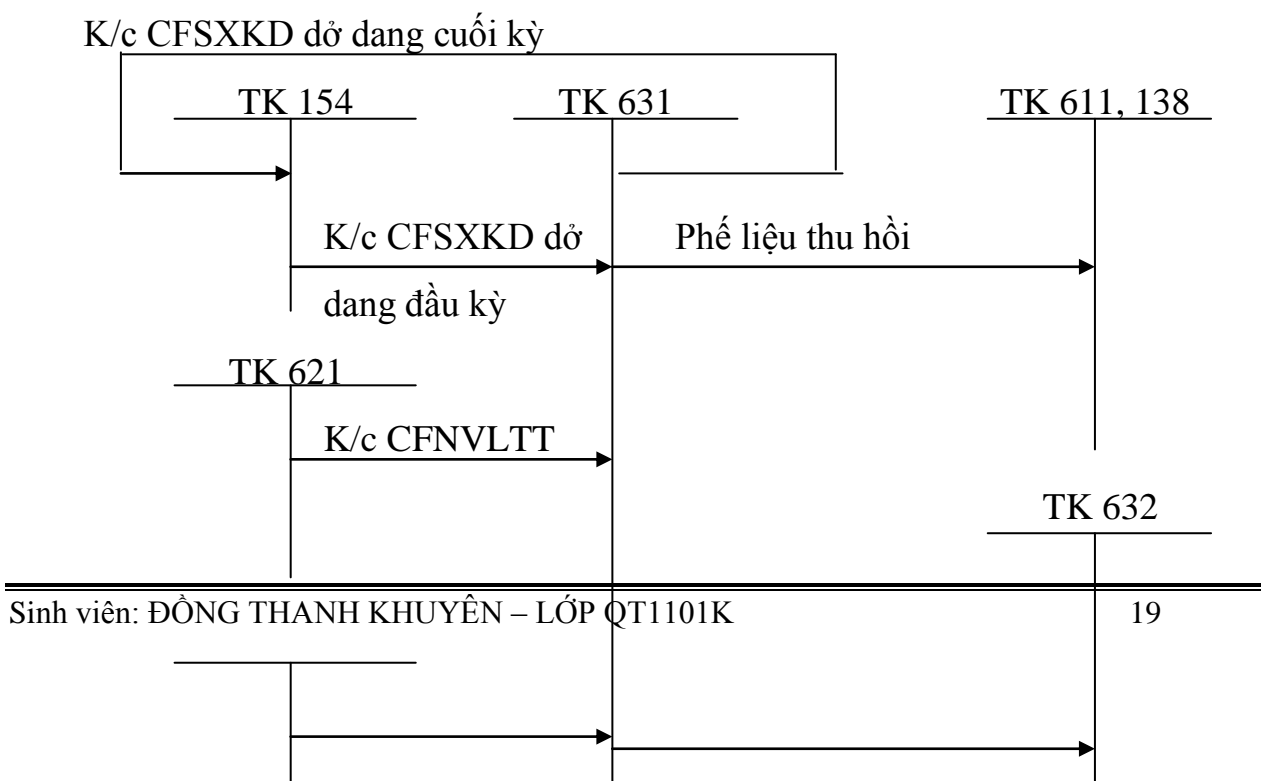 K/c CFSXKD dở dang cuối kỳ
TK 154 TK 631 TK 611, 138
K/c CFSXKD dở Phế liệu thu hồi
dang đầu kỳ
TK 621
K/c CFNVLTT
TK 632
Sinh viên: ĐỒNG THANH KHUYÊN – LỚP QT1101K 19